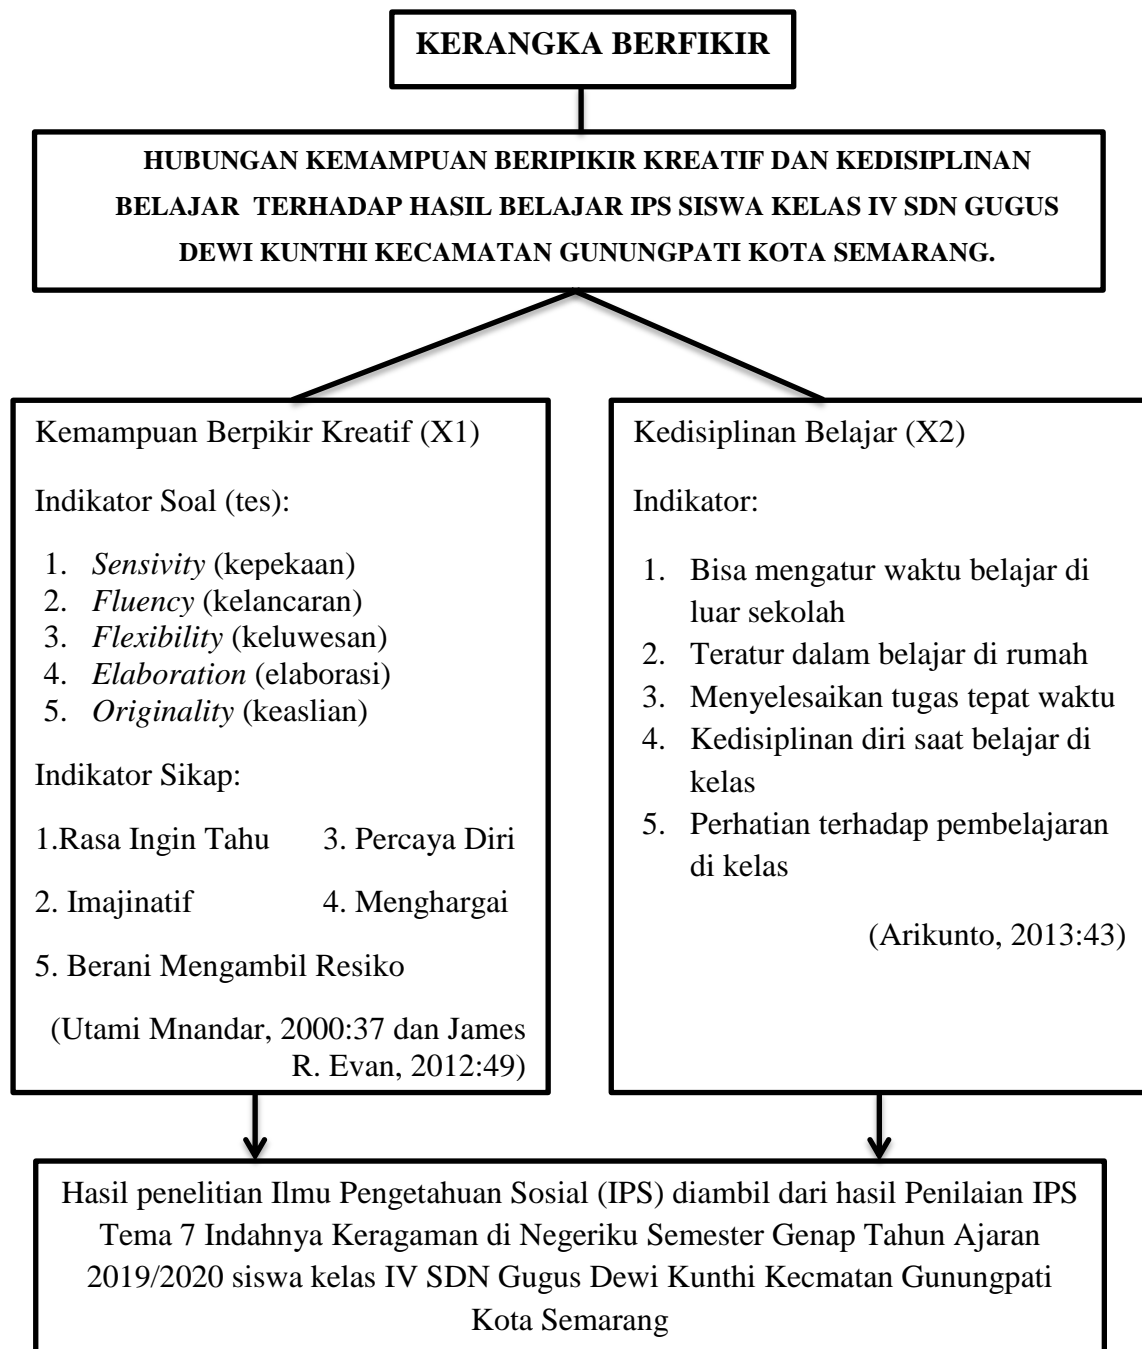 KERANGKA BERFIKIR
HUBUNGAN KEMAMPUAN BERIPIKIR KREATIF DAN KEDISIPLINAN
BELAJAR TERHADAP HASIL BELAJAR IPS SISWA KELAS IV SDN GUGUS
DEWI KUNTHI KECAMATAN GUNUNGPATI KOTA SEMARANG.
Kemampuan Berpikir Kreatif (X1)
Indikator Soal (tes):
1. Sensivity (kepekaan)
2. Fluency (kelancaran)
3. Flexibility (keluwesan)
4. Elaboration (elaborasi)
5. Originality (keaslian)
Indikator Sikap:
1.Rasa Ingin Tahu 3. Percaya Diri
2. Imajinatif 4. Menghargai
5. Berani Mengambil Resiko
(Utami Mnandar, 2000:37 dan James
R. Evan, 2012:49)
Kedisiplinan Belajar (X2)
Indikator:
1. Bisa mengatur waktu belajar di
luar sekolah
2. Teratur dalam belajar di rumah
3. Menyelesaikan tugas tepat waktu
4. Kedisiplinan diri saat belajar di
kelas
5. Perhatian terhadap pembelajaran
di kelas
(Arikunto, 2013:43)
Hasil penelitian Ilmu Pengetahuan Sosial (IPS) diambil dari hasil Penilaian IPS
Tema 7 Indahnya Keragaman di Negeriku Semester Genap Tahun Ajaran
2019/2020 siswa kelas IV SDN Gugus Dewi Kunthi Kecmatan Gunungpati
Kota Semarang